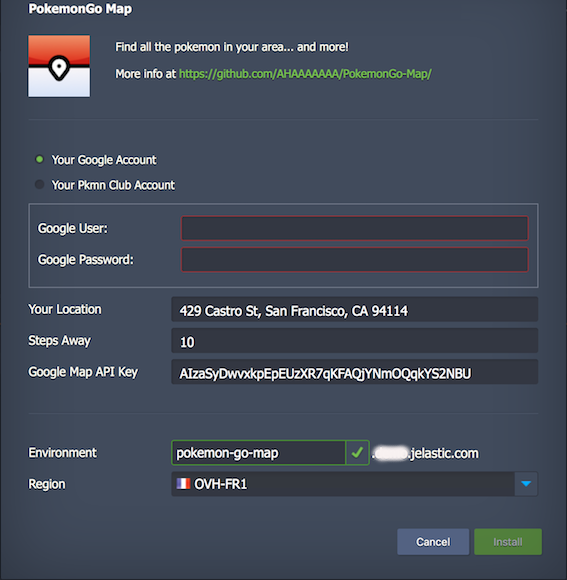 PokemonGo Map
Find all the pokemon in your area... and more!
More info at https://github.com/AHAAAAAAA/PokemonGo-Map/
Your Google Account
Your Pkmn Club Account
Google User:
Google Password:
Your Location 429 Castro St, San Francisco, CA 94114
Steps Away 10
Google Map API Key AIzaSyDwvxkpEpEUzXR7qKFAQjYNmOQqkYS2NBU
Environment pokemon-go-map . .jelastic.com
Region OVH-FR1
Cancel Install